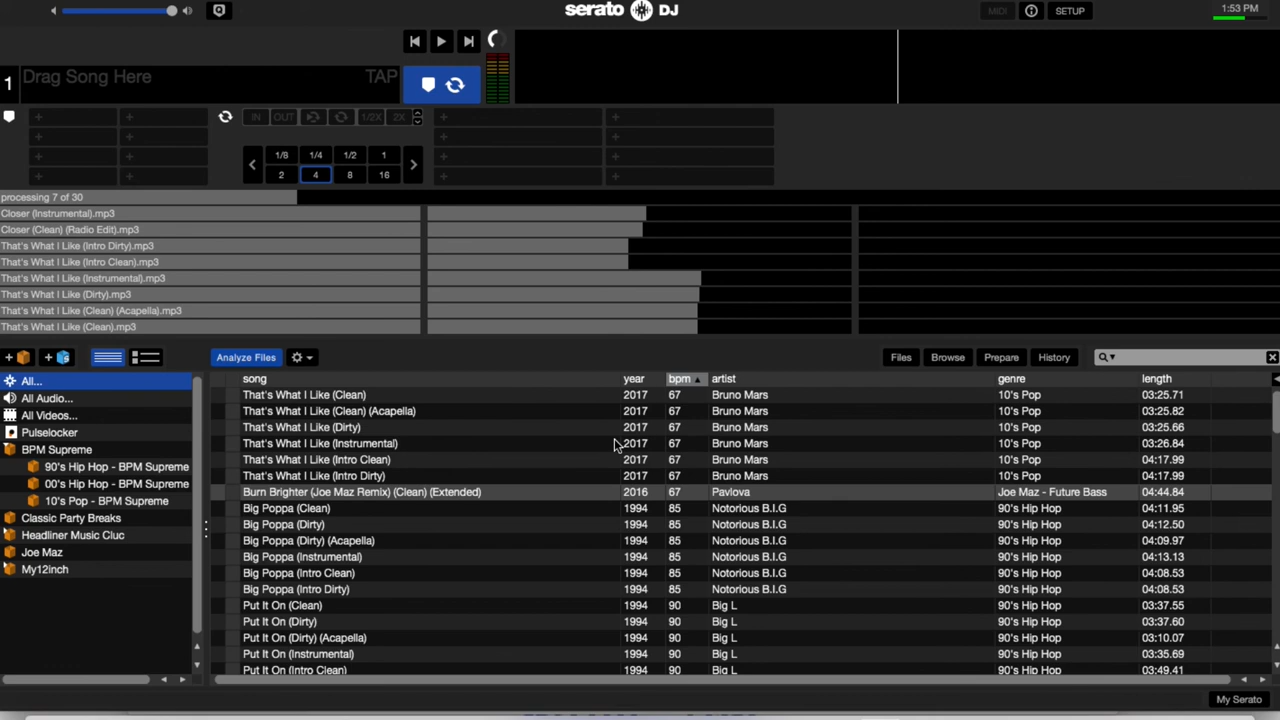 serato DJ
MIDI SETUP 1:53 PM
1 Drag Song Here TAP
IN OUT 1/2X 2X
1/8 1/4 1/2 1
2 4 8 16
processing 7 of 30
Closer (Instrumental).mp3
Closer (Clean) (Radio Edit).mp3
That's What I Like (Intro Dirty).mp3
That's What I Like (Intro Clean).mp3
That's What I Like (Instrumental).mp3
That's What I Like (Dirty).mp3
That's What I Like (Clean) (Acapella).mp3
That's What I Like (Clean).mp3
Analyze Files Files Browse Prepare History
All...
All Audio...
All Videos...
Pulselocker
BPM Supreme
90's Hip Hop - BPM Supreme
00's Hip Hop - BPM Supreme
10's Pop - BPM Supreme
Classic Party Breaks
Headliner Music Cluc
Joe Maz
My12inch
song year bpm artist genre length
That's What I Like (Clean) 2017 67 Bruno Mars 10's Pop 03:25.71
That's What I Like (Clean) (Acapella) 2017 67 Bruno Mars 10's Pop 03:25.82
That's What I Like (Dirty) 2017 67 Bruno Mars 10's Pop 03:25.66
That's What I Like (Instrumental) 2017 67 Bruno Mars 10's Pop 03:26.84
That's What I Like (Intro Clean) 2017 67 Bruno Mars 10's Pop 04:17.99
That's What I Like (Intro Dirty) 2017 67 Bruno Mars 10's Pop 04:17.99
Burn Brighter (Joe Maz Remix) (Clean) (Extended) 2016 67 Pavlova Joe Maz - Future Bass 04:44.84
Big Poppa (Clean) 1994 85 Notorious B.I.G 90's Hip Hop 04:11.95
Big Poppa (Dirty) 1994 85 Notorious B.I.G 90's Hip Hop 04:12.50
Big Poppa (Dirty) (Acapella) 1994 85 Notorious B.I.G 90's Hip Hop 04:09.97
Big Poppa (Instrumental) 1994 85 Notorious B.I.G 90's Hip Hop 04:13.13
Big Poppa (Intro Clean) 1994 85 Notorious B.I.G 90's Hip Hop 04:08.53
Big Poppa (Intro Dirty) 1994 85 Notorious B.I.G 90's Hip Hop 04:08.53
Put It On (Clean) 1994 90 Big L 90's Hip Hop 03:37.55
Put It On (Dirty) 1994 90 Big L 90's Hip Hop 03:37.60
Put It On (Dirty) (Acapella) 1994 90 Big L 90's Hip Hop 03:10.07
Put It On (Instrumental) 1994 90 Big L 90's Hip Hop 03:35.69
Put It On (Intro Clean) 1994 90 Big L 90's Hip Hop 03:49.41
My Serato